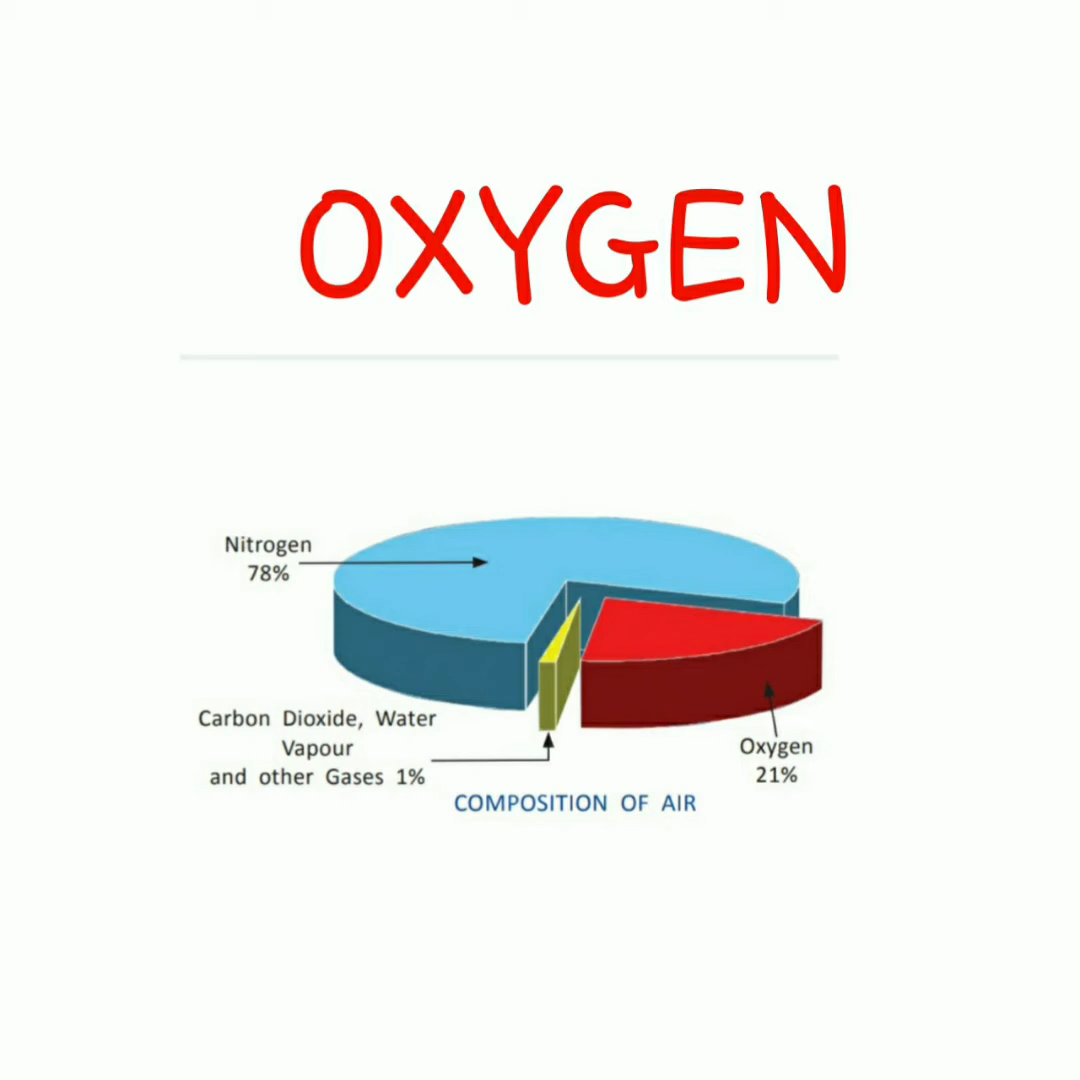 OXYGEN
Nitrogen
78%
Carbon Dioxide, Water
Vapour
and other Gases 1%
Oxygen
21%
COMPOSITION OF AIR